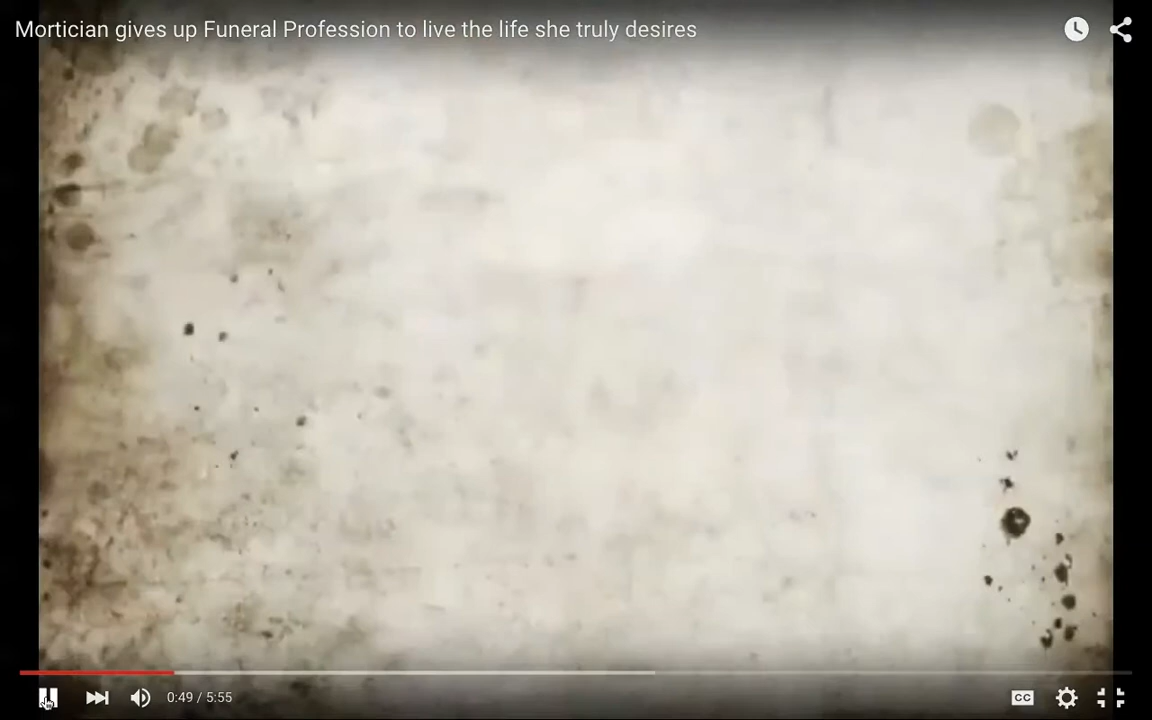 Mortician gives up Funeral Profession to live the life she truly desires
0:49 / 5:55
CC